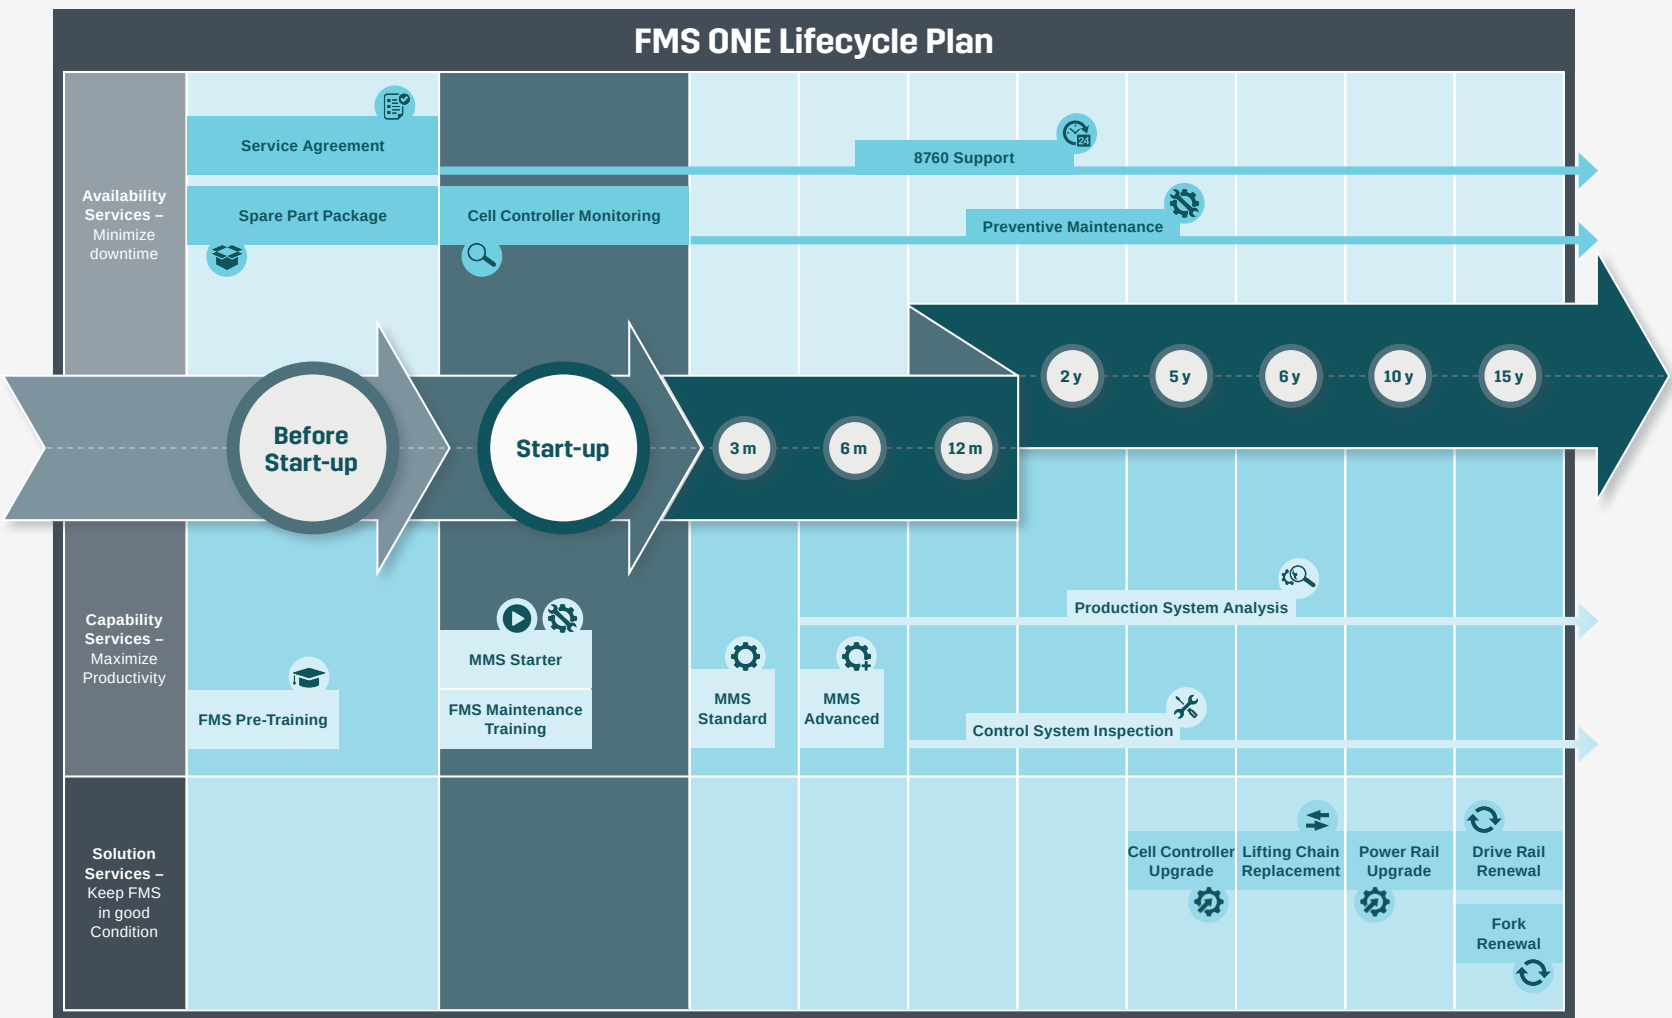 FMS ONE Lifecycle Plan
Availability
Services –
Minimize
downtime
Service Agreement
Spare Part Package
Cell Controller Monitoring
8760 Support
24
Preventive Maintenance
Before
Start-up
Start-up
3 m
6 m
12 m
2 y
5 y
6 y
10 y
15 y
Capability
Services –
Maximize
Productivity
FMS Pre-Training
MMS Starter
FMS Maintenance
Training
MMS
Standard
MMS
Advanced
Production System Analysis
Control System Inspection
Solution
Services –
Keep FMS
in good
Condition
Cell Controller
Upgrade
Lifting Chain
Replacement
Power Rail
Upgrade
Drive Rail
Renewal
Fork
Renewal